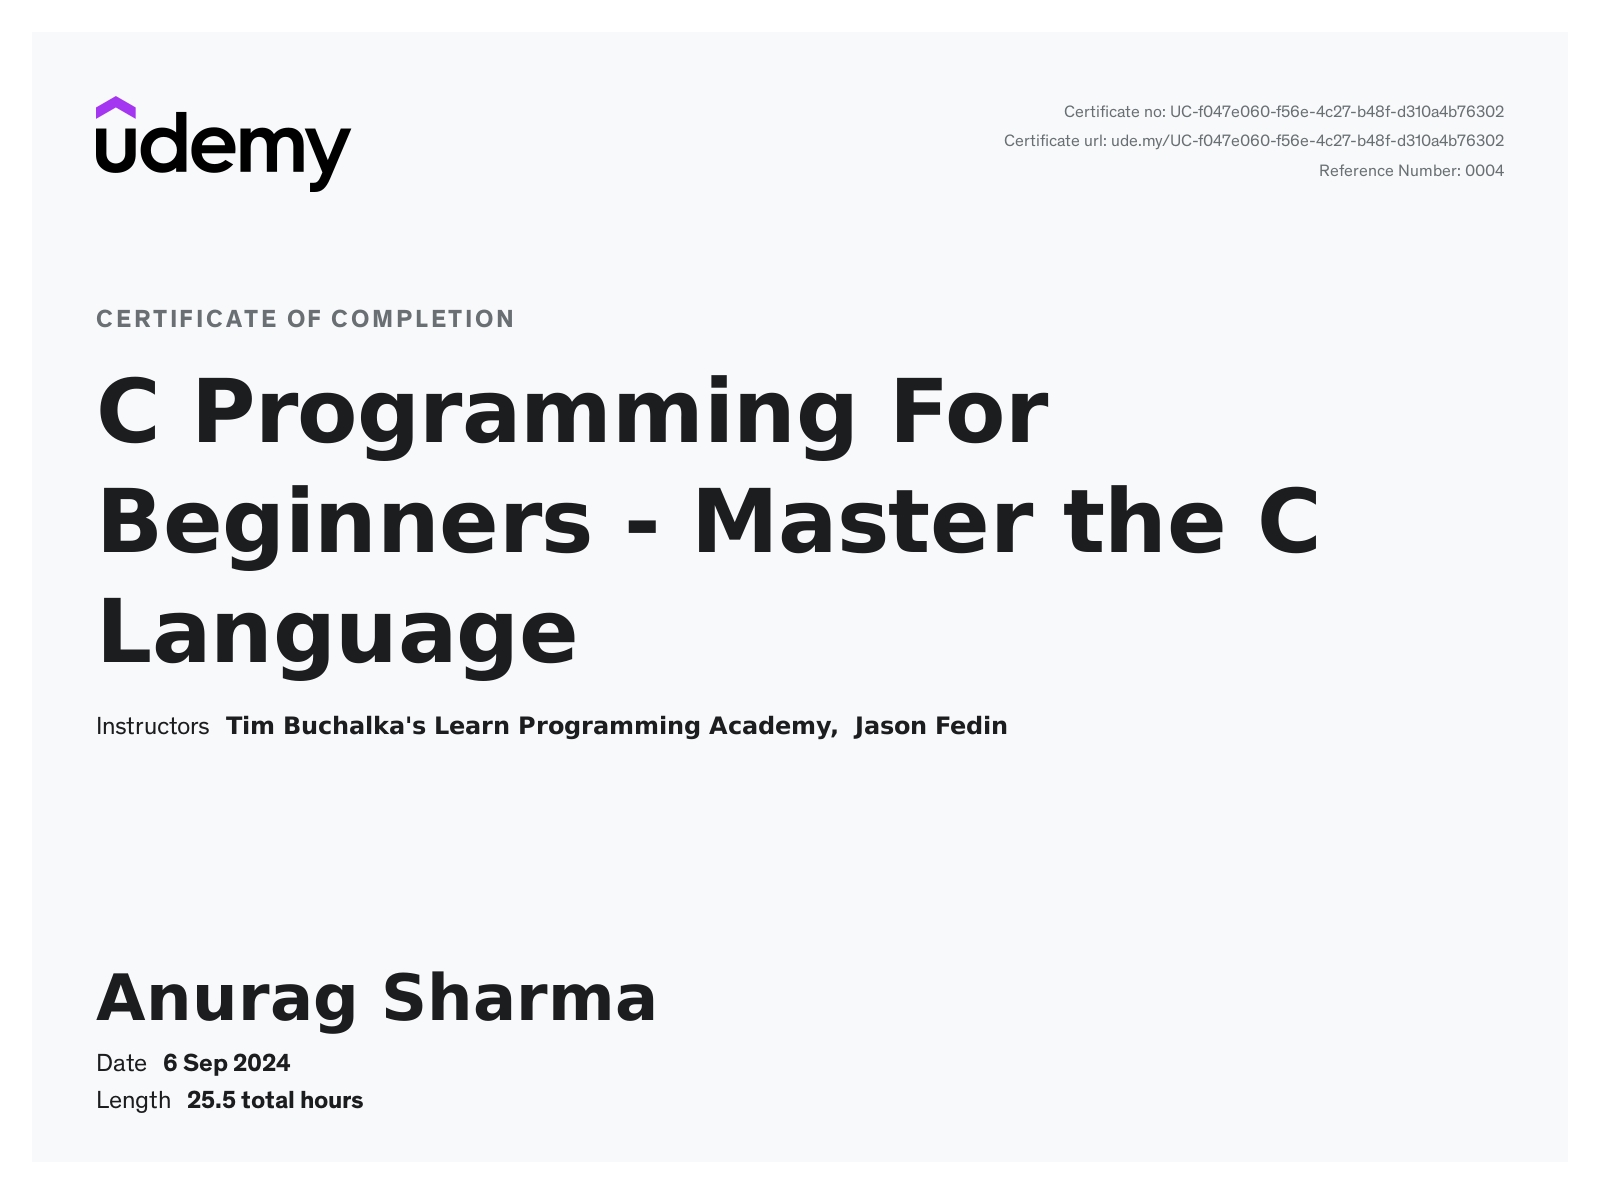 udemy
Certificate no: UC-f047e060-f56e-4c27-b48f-d310a4b76302
Certificate url: ude.my/UC-f047e060-f56e-4c27-b48f-d310a4b76302
Reference Number: 0004
CERTIFICATE OF COMPLETION
C Programming For
Beginners - Master the C
Language
Instructors Tim Buchalka's Learn Programming Academy, Jason Fedin
Anurag Sharma
Date 6 Sep 2024
Length 25.5 total hours